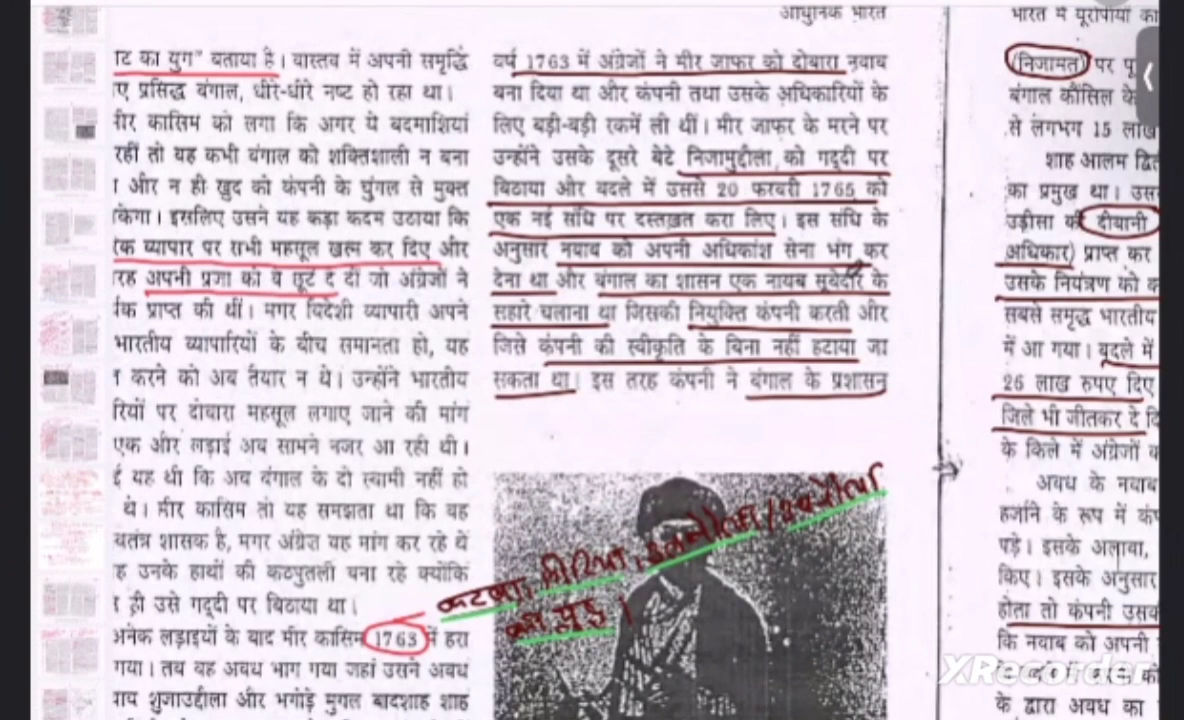 आधुनिक भारत
भारत में यूरोपीयों का
ाट का युग" बताया है। वास्तव में अपनी समृद्धि
ए प्रसिद्ध बंगाल, धीरे-धीरे नष्ट हो रहा था।
मीर कासिम को लगा कि अगर ये बदमाशियां
रहीं तो यह कभी बंगाल को शक्तिशाली न बना
ा और न ही खुद को कंपनी के चुंगल से मुक्त
केगा। इसलिए उसने यह कड़ा कदम उठाया कि
क व्यापार पर सभी महसूल खत्म कर दिए और
रह अपनी प्रजा को वे छूटें दे दी जो अंग्रेजों ने
क प्राप्त की थीं। मगर विदेशी व्यापारी अपने
भारतीय व्यापारियों के बीच समानता हो, यह
त करने को अब तैयार न थे। उन्होंने भारतीय
रियों पर दोबारा महसूल लगाए जाने की मांग
एक और लड़ाई अब सामने नजर आ रही थी।
ई यह थी कि अब बंगाल के दो स्वामी नहीं हो
थे। मीर कासिम तो यह समझता था कि वह
वतंत्र शासक है, मगर अंग्रेज यह मांग कर रहे थे
ह उनके हाथों की कठपुतली बना रहे क्योंकि
ने ही उसे गद्दी पर बिठाया था।
अनेक लड़ाइयों के बाद मीर कासिम 1763 में हरा
गया। तब वह अवध भाग गया जहां उसने अवध
वाब शुजाउद्दौला और भगोड़े मुगल बादशाह शाह
वर्ष 1763 में अंग्रेजों ने मीर जाफर को दोबारा नवाब
बना दिया था और कंपनी तथा उसके अधिकारियों के
लिए बड़ी-बड़ी रकमें ली थीं। मीर जाफर के मरने पर
उन्होंने उसके दूसरे बेटे निजामुद्दौला को गद्दी पर
बिठाया और बदले में उससे 20 फरवरी 1765 को
एक नई संधि पर दस्तख़त करा लिए। इस संधि के
अनुसार नवाब को अपनी अधिकांश सेना भंग कर
देना था और बंगाल का शासन एक नायब सूबेदार के
सहारे चलाना था जिसकी नियुक्ति कंपनी करती और
जिसे कंपनी की स्वीकृति के बिना नहीं हटाया जा
सकता था। इस तरह कंपनी ने बंगाल के प्रशासन
का युद्ध।
(निजामत) पर पू
बंगाल कौंसिल के
से लगभग 15 लाख
शाह आलम द्वि
का प्रमुख था। उस
उड़ीसा की दीवानी
अधिकार) प्राप्त कर
उसके नियंत्रण को व
सबसे समृद्ध भारतीय
में आ गया। बदले में
26 लाख रुपए दिए
जिले भी जीतकर दे दि
के किले में अंग्रेजों व
अवध के नवाब
हर्जाने के रूप में कंप
पड़े। इसके अलावा,
किए। इसके अनुसार
होता तो कंपनी उसक
कि नवाब को अपनी
XRecorder
के द्वारा अवध का